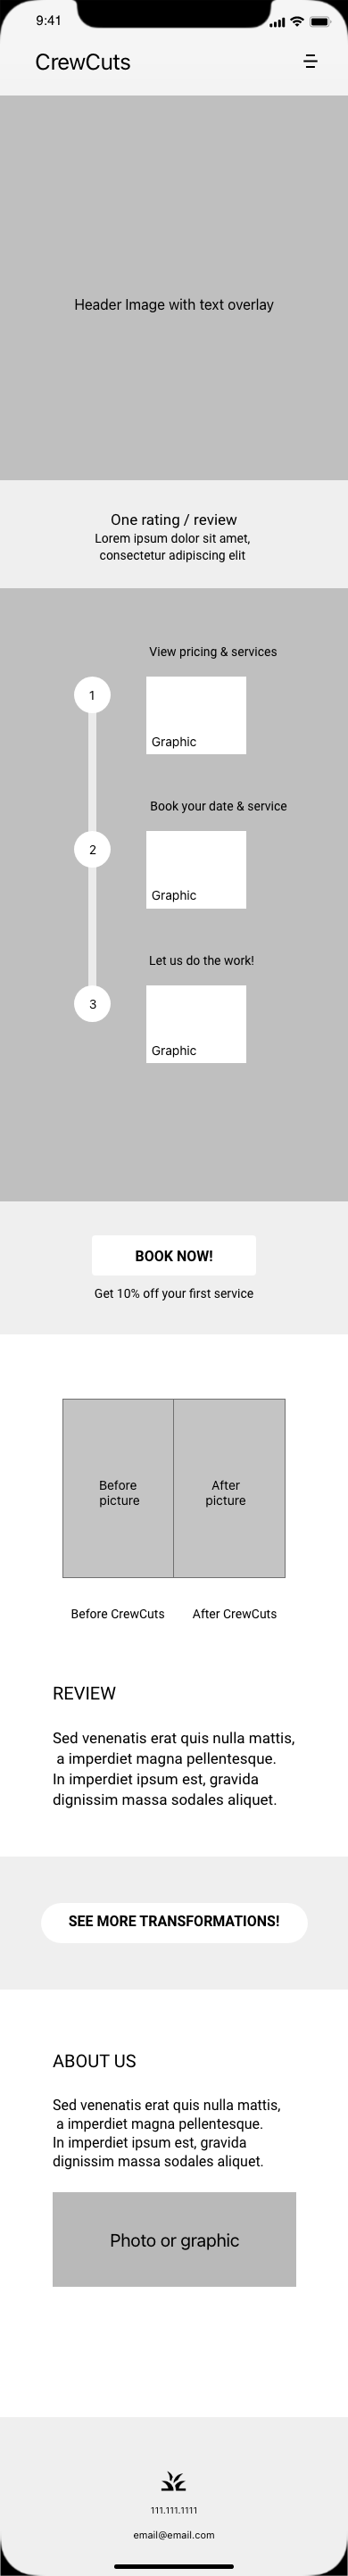 9:41
CrewCuts
Header Image with text overlay
One rating / review
Lorem ipsum dolor sit amet,
consectetur adipiscing elit
View pricing & services
1
Graphic
Book your date & service
2
Graphic
Let us do the work!
3
Graphic
BOOK NOW!
Get 10% off your first service
Before
picture
After
picture
Before CrewCuts
After CrewCuts
REVIEW
Sed venenatis erat quis nulla mattis,
a imperdiet magna pellentesque.
In imperdiet ipsum est, gravida
dignissim massa sodales aliquet.
SEE MORE TRANSFORMATIONS!
ABOUT US
Sed venenatis erat quis nulla mattis,
a imperdiet magna pellentesque.
In imperdiet ipsum est, gravida
dignissim massa sodales aliquet.
Photo or graphic
111.111.1111
email@email.com